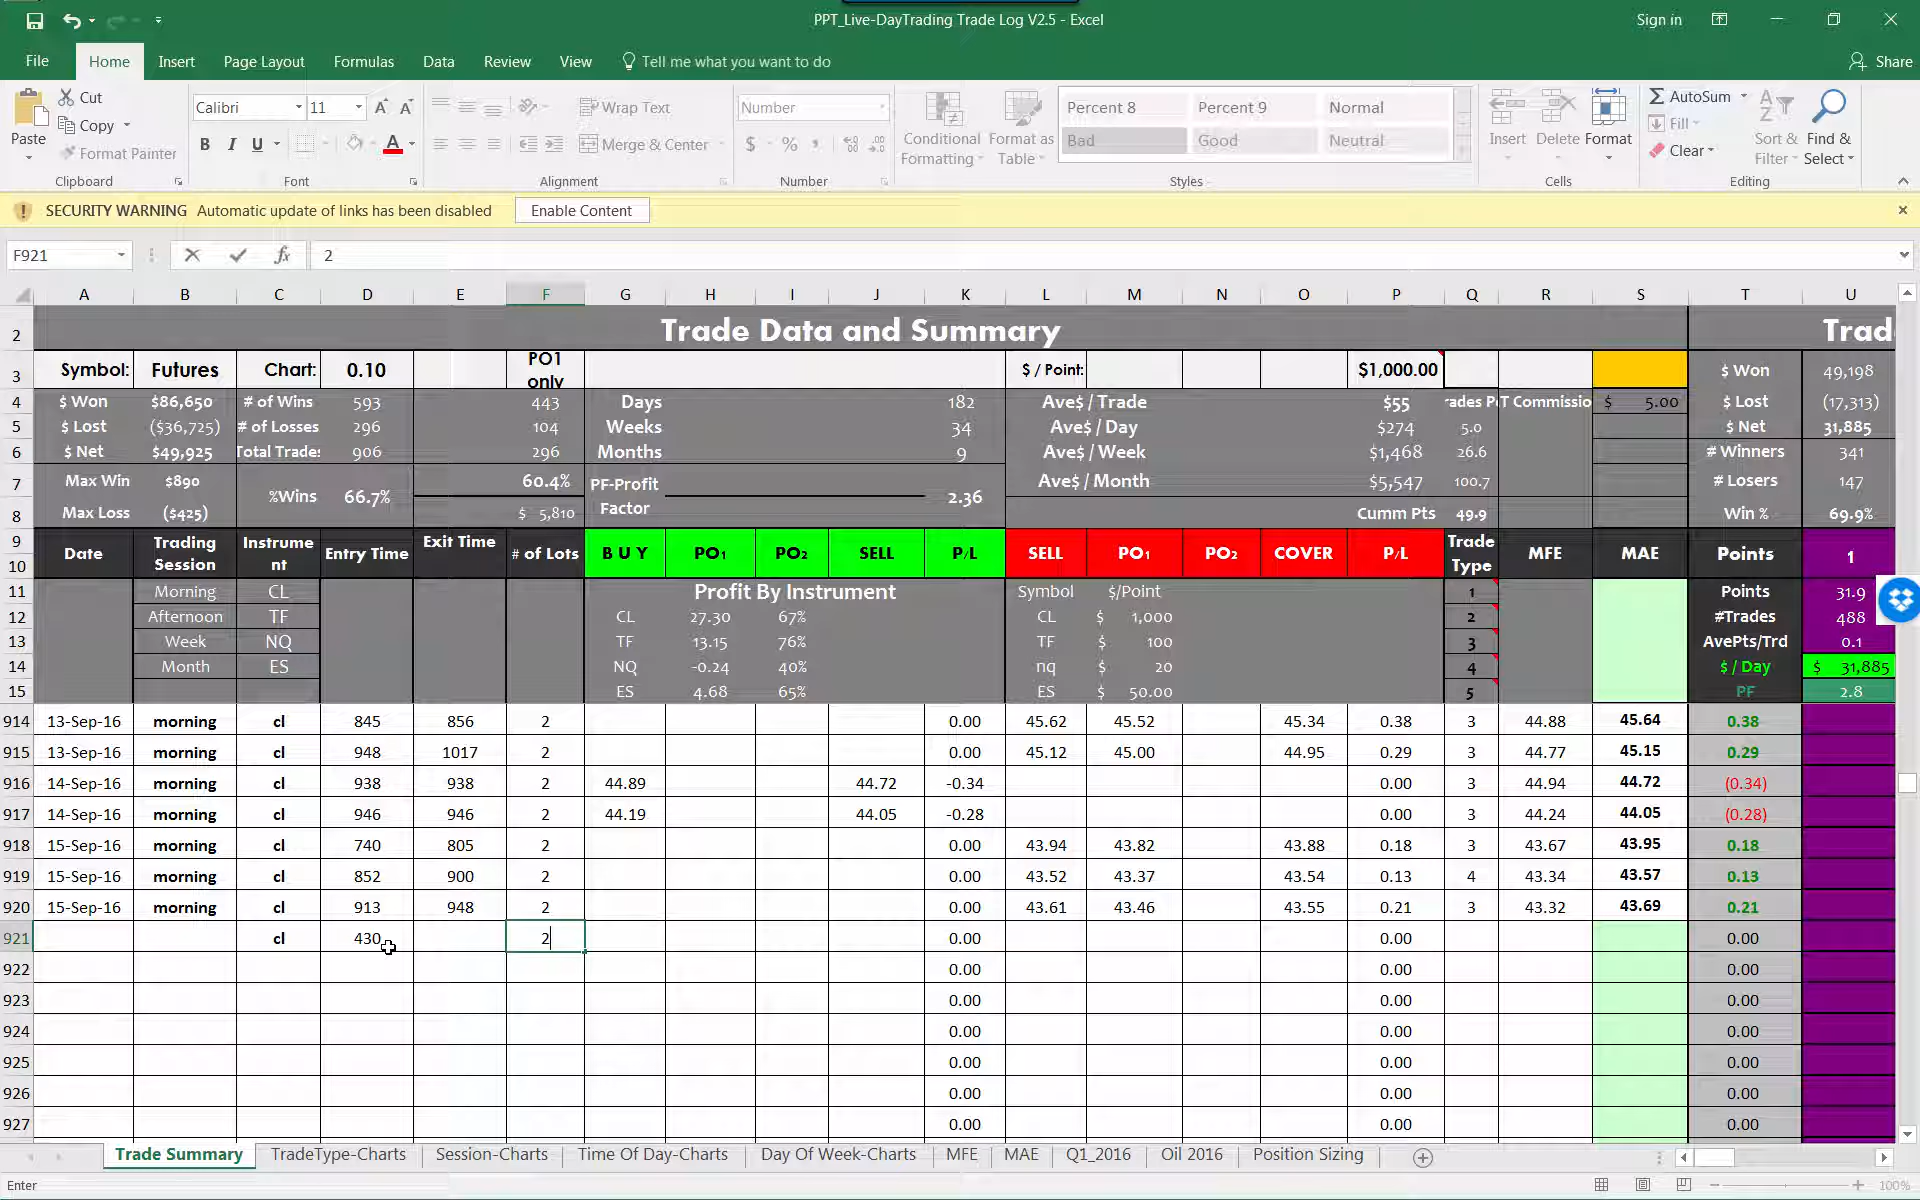 PPT_Live-DayTrading Trade Log V2.5 - Excel
Sign in
File Home Insert Page Layout Formulas Data Review View Tell me what you want to do Share
Paste Cut Copy Format Painter
Calibri 11 Wrap Text Merge & Center
B I U
Number $ % ,
Conditional Formatting Format as Table
Percent 8 Percent 9 Normal
Bad Good Neutral
Insert Delete Format
AutoSum Fill Clear
Sort & Filter Find & Select
Clipboard Font Alignment Number Styles Cells Editing
SECURITY WARNING Automatic update of links has been disabled Enable Content
F921 fx 2
A B C D E F G H I J K L M N O P Q R S T U
2 Trade Data and Summary Trad
3 Symbol: Futures Chart: 0.10 PO1 only $ / Point: $1,000.00 $ Won 49,198
4 $ Won $86,650 # of Wins 593 443 Days 182 Ave$ / Trade $55 rades P T Commissio $ 5.00 $ Lost (17,313)
5 $ Lost ($36,725) # of Losses 296 104 Weeks 34 Ave$ / Day $274 5.0 $ Net 31,885
6 $ Net $49,925 Total Trade: 906 296 Months 9 Ave$ / Week $1,468 26.6 # Winners 341
7 Max Win $890 %Wins 66.7% 60.4% PF-Profit Factor 2.36 Ave$ / Month $5,547 100.7 # Losers 147
8 Max Loss ($425) $ 5,810 Cumm Pts 49.9 Win % 69.9%
9 10 Date Trading Session Instrume nt Entry Time Exit Time # of Lots B U Y PO1 PO2 SELL P/L SELL PO1 PO2 COVER P/L Trade Type MFE MAE Points 1
11 Morning CL Profit By Instrument Symbol $/Point 1 Points 31.9
12 Afternoon TF CL 27.30 67% CL $ 1,000 2 #Trades 488
13 Week NQ TF 13.15 76% TF $ 100 3 AvePts/Trd 0.1
14 Month ES NQ -0.24 40% nq $ 20 4 $ / Day $ 31,885
15 ES 4.68 65% ES $ 50.00 5 PF 2.8
914 13-Sep-16 morning cl 845 856 2 0.00 45.62 45.52 45.34 0.38 3 44.88 45.64 0.38
915 13-Sep-16 morning cl 948 1017 2 0.00 45.12 45.00 44.95 0.29 3 44.77 45.15 0.29
916 14-Sep-16 morning cl 938 938 2 44.89 44.72 -0.34 0.00 3 44.94 44.72 (0.34)
917 14-Sep-16 morning cl 946 946 2 44.19 44.05 -0.28 0.00 3 44.24 44.05 (0.28)
918 15-Sep-16 morning cl 740 805 2 0.00 43.94 43.82 43.88 0.18 3 43.67 43.95 0.18
919 15-Sep-16 morning cl 852 900 2 0.00 43.52 43.37 43.54 0.13 4 43.34 43.57 0.13
920 15-Sep-16 morning cl 913 948 2 0.00 43.61 43.46 43.55 0.21 3 43.32 43.69 0.21
921 cl 430 2 0.00 0.00 0.00
922 0.00 0.00 0.00
923 0.00 0.00 0.00
924 0.00 0.00 0.00
925 0.00 0.00 0.00
926 0.00 0.00 0.00
927 0.00 0.00 0.00
Trade Summary TradeType-Charts Session-Charts Time Of Day-Charts Day Of Week-Charts MFE MAE Q1_2016 Oil 2016 Position Sizing
Enter 100%